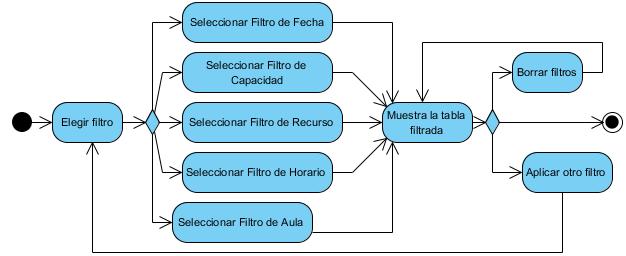 Seleccionar Filtro de Fecha
Seleccionar Filtro de
Capacidad
Borrar filtros
Elegir filtro
Seleccionar Filtro de Recurso
Muestra la tabla
filtrada
Seleccionar Filtro de Horario
Aplicar otro filtro
Seleccionar Filtro de Aula